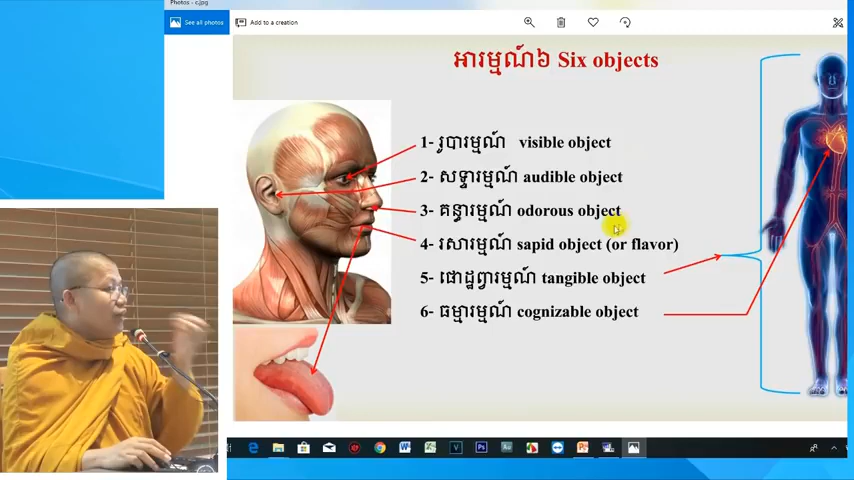 Photos - c.jpg
See all photos
Add to a creation
អារម្មណ៍៦ Six objects
1- រូបារម្មណ៍ visible object
2- សទ្ទារម្មណ៍ audible object
3- គន្ធារម្មណ៍ odorous object
4- រសារម្មណ៍ sapid object (or flavor)
5- ផោដ្ឋព្វារម្មណ៍ tangible object
6- ធម្មារម្មណ៍ cognizable object